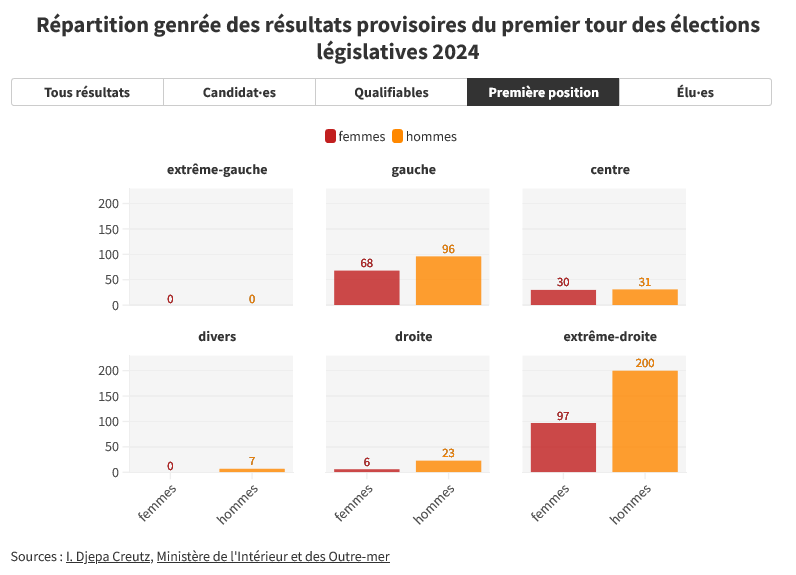 Répartition genrée des résultats provisoires du premier tour des élections
législatives 2024
Tous résultats Candidat·es Qualifiables Première position Élu·es
femmes hommes
extrême-gauche gauche centre
200
150
100
50
0
0 0
68 96
30 31
divers droite extrême-droite
200
150
100
50
0
0 7
6 23
97 200
femmes hommes femmes hommes femmes hommes
Sources : I. Djepa Creutz, Ministère de l'Intérieur et des Outre-mer